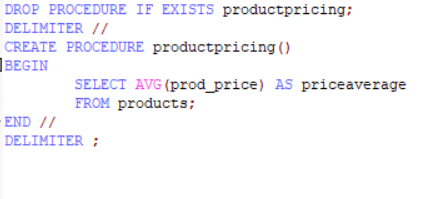 DROP PROCEDURE IF EXISTS productpricing;
DELIMITER //
CREATE PROCEDURE productpricing()
BEGIN
SELECT AVG(prod_price) AS priceaverage
FROM products;
END //
DELIMITER ;